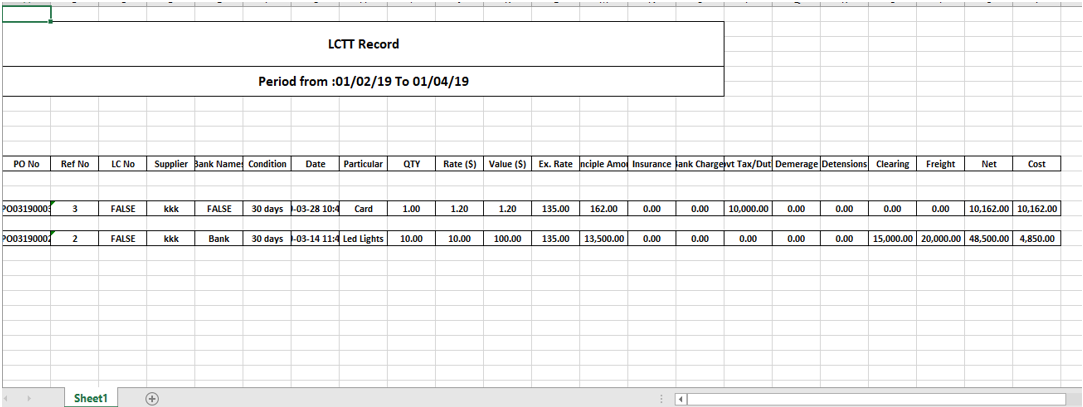 LCTT Record
Period from :01/02/19 To 01/04/19
PO No Ref No LC No Supplier Bank Names Condition Date Particular QTY Rate ($) Value ($) Ex. Rate nciple Amo Insurance ank Charge vt Tax/Dut Demerage Detensions Clearing Freight Net Cost
PO0319000 3 FALSE kkk FALSE 30 days -03-28 10:4 Card 1.00 1.20 1.20 135.00 162.00 0.00 0.00 10,000.00 0.00 0.00 0.00 0.00 10,162.00 10,162.00
PO0319000 2 FALSE kkk Bank 30 days -03-14 11:4 Led Lights 10.00 10.00 100.00 135.00 13,500.00 0.00 0.00 0.00 0.00 0.00 15,000.00 20,000.00 48,500.00 4,850.00
Sheet1